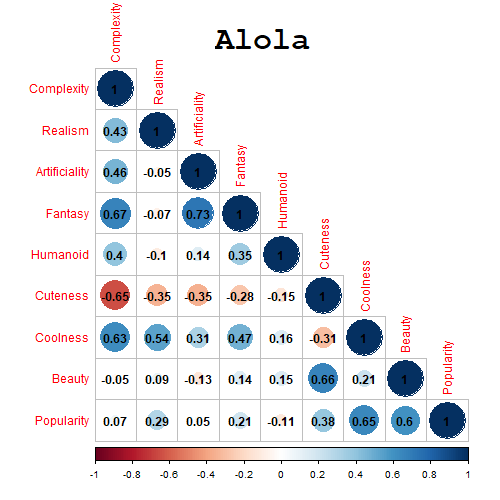 Alola
Complexity
Realism
Artificiality
Fantasy
Humanoid
Cuteness
Coolness
Beauty
Popularity
Complexity 1
Realism 0.43 1
Artificiality 0.46 -0.05 1
Fantasy 0.67 -0.07 0.73 1
Humanoid 0.4 -0.1 0.14 0.35 1
Cuteness -0.65 -0.35 -0.35 -0.28 -0.15 1
Coolness 0.63 0.54 0.31 0.47 0.16 -0.31 1
Beauty -0.05 0.09 -0.13 0.14 0.15 0.66 0.21 1
Popularity 0.07 0.29 0.05 0.21 -0.11 0.38 0.65 0.6 1
-1 -0.8 -0.6 -0.4 -0.2 0 0.2 0.4 0.6 0.8 1